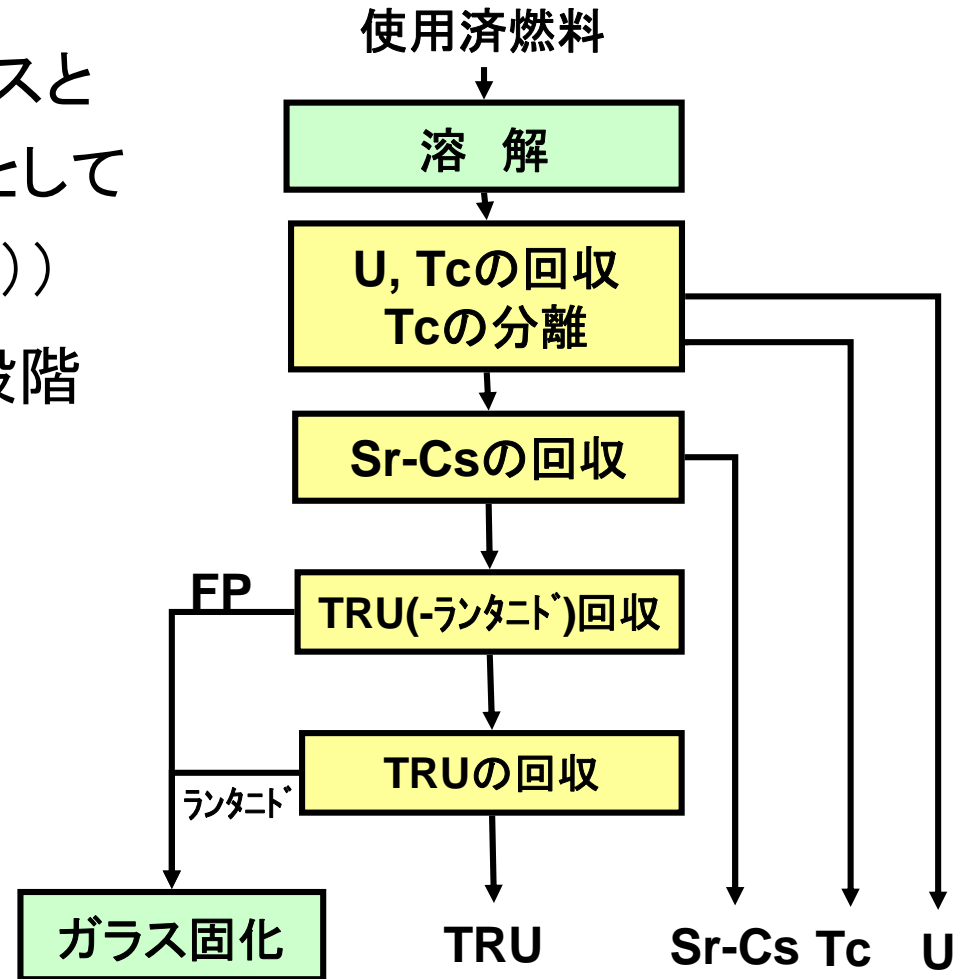 スと
として
））
段階
使用済燃料
溶 解
U, Tcの回収
Tcの分離
Sr-Csの回収
FP
TRU(-ﾗﾝﾀﾆﾄﾞ)回収
TRUの回収
ﾗﾝﾀﾆﾄﾞ
ガラス固化
TRU
Sr-Cs
Tc
U